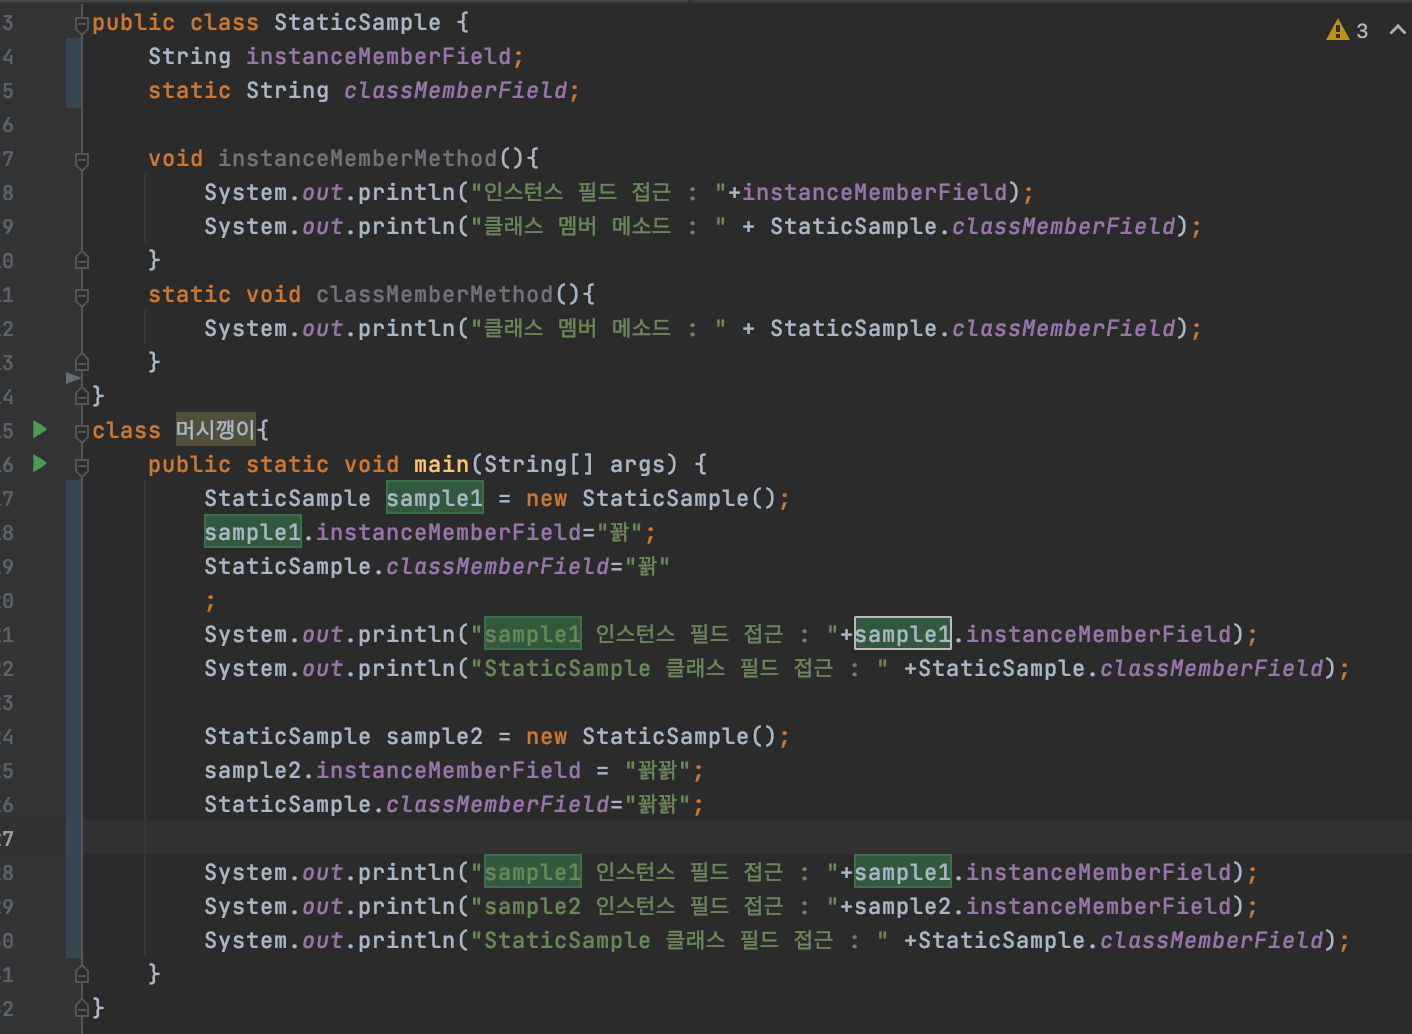 3 public class StaticSample {
4 String instanceMemberField;
5 static String classMemberField;
6
7 void instanceMemberMethod(){
8 System.out.println("인스턴스 필드 접근 : "+instanceMemberField);
9 System.out.println("클래스 멤버 메소드 : " + StaticSample.classMemberField);
0 }
1 static void classMemberMethod(){
2 System.out.println("클래스 멤버 메소드 : " + StaticSample.classMemberField);
3 }
4 }
5 class 머시깽이{
6 public static void main(String[] args) {
7 StaticSample sample1 = new StaticSample();
8 sample1.instanceMemberField="꽑";
9 StaticSample.classMemberField="꽑"
0 ;
1 System.out.println("sample1 인스턴스 필드 접근 : "+sample1.instanceMemberField);
2 System.out.println("StaticSample 클래스 필드 접근 : " +StaticSample.classMemberField);
3
4 StaticSample sample2 = new StaticSample();
5 sample2.instanceMemberField = "꽑꽑";
6 StaticSample.classMemberField="꽑꽑";
7
8 System.out.println("sample1 인스턴스 필드 접근 : "+sample1.instanceMemberField);
9 System.out.println("sample2 인스턴스 필드 접근 : "+sample2.instanceMemberField);
0 System.out.println("StaticSample 클래스 필드 접근 : " +StaticSample.classMemberField);
1 }
2 }
3